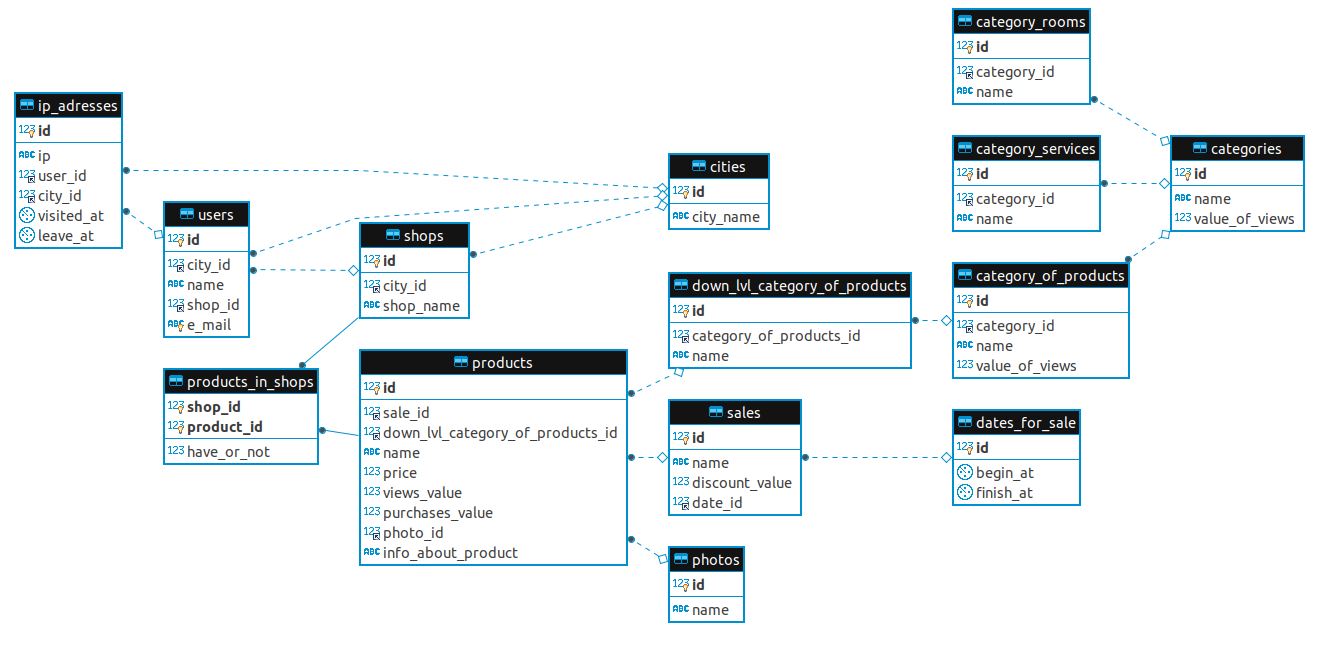 category_rooms
123 id
123 category_id
ABC name
ip_adresses
123 id
ABC ip
123 user_id
123 city_id
visited_at
leave_at
category_services
123 id
123 category_id
ABC name
categories
123 id
ABC name
123 value_of_views
cities
123 id
ABC city_name
users
123 id
123 city_id
ABC name
123 shop_id
ABC e_mail
shops
123 id
123 city_id
ABC shop_name
down_lvl_category_of_products
123 id
123 category_of_products_id
ABC name
category_of_products
123 id
123 category_id
ABC name
123 value_of_views
products_in_shops
123 shop_id
123 product_id
123 have_or_not
products
123 id
123 sale_id
123 down_lvl_category_of_products_id
ABC name
123 price
123 views_value
123 purchases_value
123 photo_id
ABC info_about_product
sales
123 id
ABC name
123 discount_value
123 date_id
dates_for_sale
123 id
begin_at
finish_at
photos
123 id
ABC name